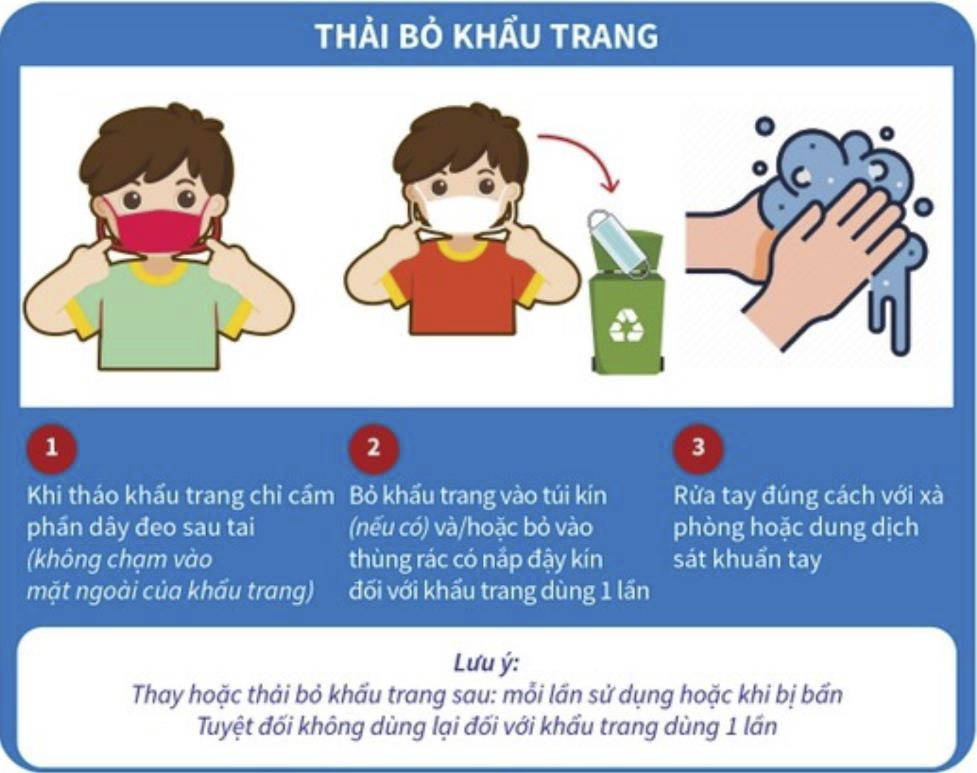 THẢI BỎ KHẨU TRANG
1
Khi tháo khẩu trang chỉ cầm
phần dây đeo sau tai
(không chạm vào
mặt ngoài của khẩu trang)
2
Bỏ khẩu trang vào túi kín
(nếu có) và/hoặc bỏ vào
thùng rác có nắp đậy kín
đối với khẩu trang dùng 1 lần
3
Rửa tay đúng cách với xà
phòng hoặc dung dịch
sát khuẩn tay
Lưu ý:
Thay hoặc thải bỏ khẩu trang sau: mỗi lần sử dụng hoặc khi bị bẩn
Tuyệt đối không dùng lại đối với khẩu trang dùng 1 lần